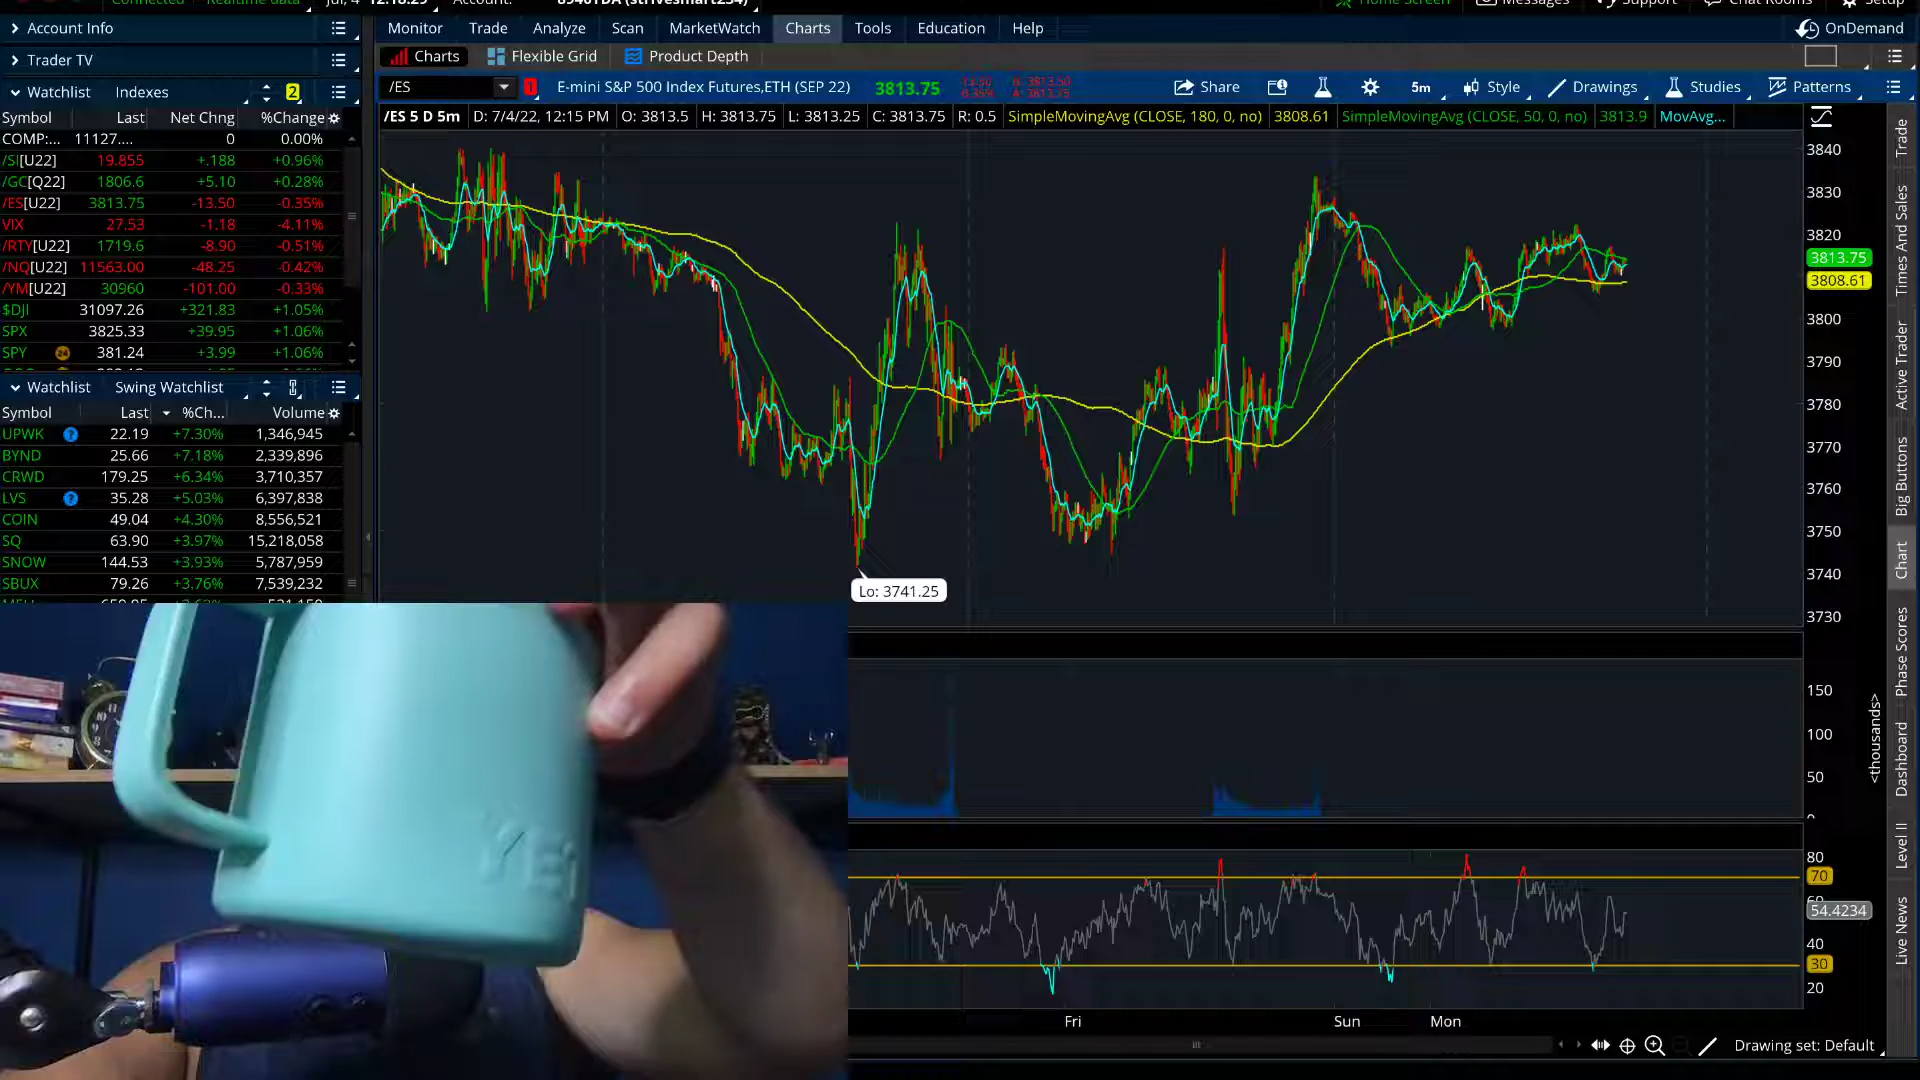 Account Info
Trader TV
Watchlist Indexes 2
Symbol Last Net Chng %Change
COMP:... 11127.... 0 0.00%
/SI[U22] 19.855 +.188 +0.96%
/GC[Q22] 1806.6 +5.10 +0.28%
/ES[U22] 3813.75 -13.50 -0.35%
VIX 27.53 -1.18 -4.11%
/RTY[U22] 1719.6 -8.90 -0.51%
/NQ[U22] 11563.00 -48.25 -0.42%
/YM[U22] 30960 -101.00 -0.33%
$DJI 31097.26 +321.83 +1.05%
SPX 3825.33 +39.95 +1.06%
SPY 381.24 +3.99 +1.06%
Watchlist Swing Watchlist
Symbol Last %Ch... Volume
UPWK 22.19 +7.30% 1,346,945
BYND 25.66 +7.18% 2,339,896
CRWD 179.25 +6.34% 3,710,357
LVS 35.28 +5.03% 6,397,838
COIN 49.04 +4.30% 8,556,521
SQ 63.90 +3.97% 15,218,058
SNOW 144.53 +3.93% 5,787,959
SBUX 79.26 +3.76% 7,539,232
Monitor Trade Analyze Scan MarketWatch Charts Tools Education Help
OnDemand
Charts Flexible Grid Product Depth
/ES E-mini S&P 500 Index Futures,ETH (SEP 22) 3813.75 Share 5m Style Drawings Studies Patterns
/ES 5 D 5m D: 7/4/22, 12:15 PM O: 3813.5 H: 3813.75 L: 3813.25 C: 3813.75 R: 0.5 SimpleMovingAvg (CLOSE, 180, 0, no) 3808.61 SimpleMovingAvg (CLOSE, 50, 0, no) 3813.9 MovAvg...
3840
3830
3820
3813.75
3808.61
3800
3790
3780
3770
3760
3750
3740
3730
Lo: 3741.25
150
100
50
<thousands>
80
70
54.4234
40
30
20
Fri Sun Mon
Drawing set: Default
Trade
Times And Sales
Active Trader
Big Buttons
Chart
Phase Scores
Dashboard
Level II
Live News
YETI